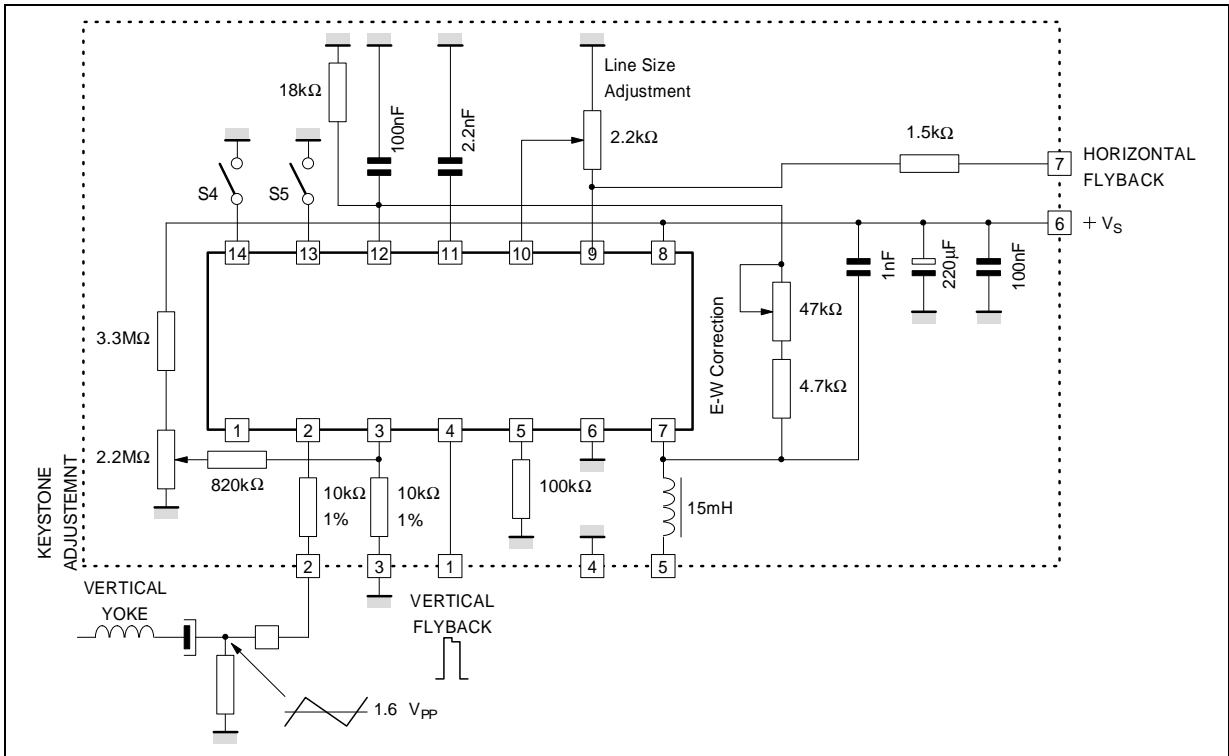 18kΩ
100nF
2.2nF
Line Size
Adjustment
2.2kΩ
1.5kΩ
7
HORIZONTAL
FLYBACK
S4
S5
6
+ VS
14
13
12
11
10
9
8
1nF
220µF
100nF
3.3MΩ
E-W Correction
47kΩ
4.7kΩ
1
2
3
4
5
6
7
2.2MΩ
820kΩ
10kΩ
1%
10kΩ
1%
100kΩ
15mH
KEYSTONE
ADJUSTEMNT
2
3
1
4
5
VERTICAL
YOKE
VERTICAL
FLYBACK
1.6 VPP